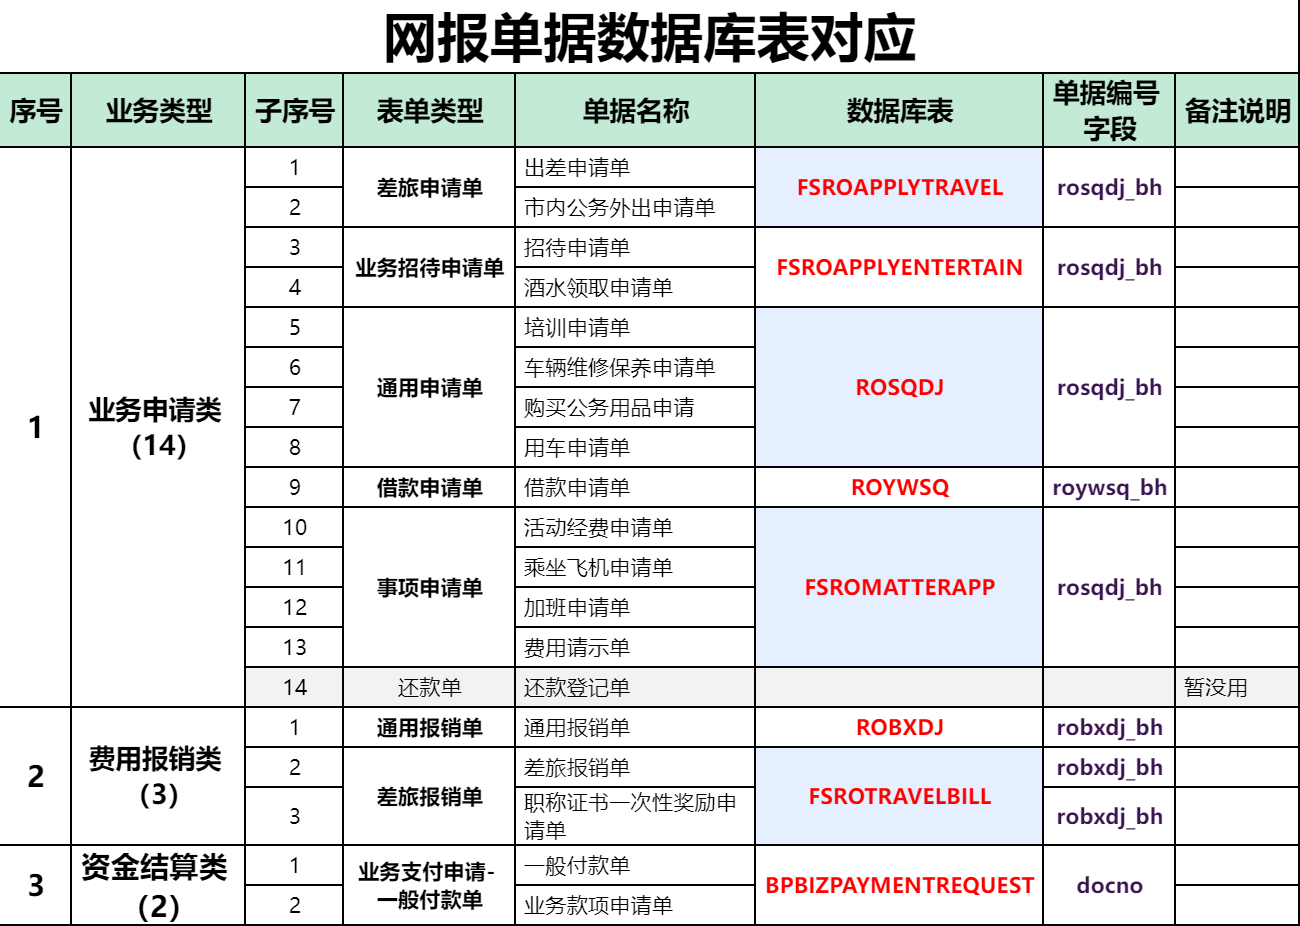 网报单据数据库表对应
序号 业务类型 子序号 表单类型 单据名称 数据库表 单据编号字段 备注说明
1 业务申请类（14） 1 差旅申请单 出差申请单 FSROAPPLYTRAVEL rosqdj_bh
2 市内公务外出申请单
3 业务招待申请单 招待申请单 FSROAPPLYENTERTAIN rosqdj_bh
4 酒水领取申请单
5 通用申请单 培训申请单 ROSQDJ rosqdj_bh
6 车辆维修保养申请单
7 购买公务用品申请
8 用车申请单
9 借款申请单 借款申请单 ROYWSQ roywsq_bh
10 事项申请单 活动经费申请单 FSROMATTERAPP rosqdj_bh
11 乘坐飞机申请单
12 加班申请单
13 费用请示单
14 还款单 还款登记单 暂没用
2 费用报销类（3） 1 通用报销单 通用报销单 ROBXDJ robxdj_bh
2 差旅报销单 差旅报销单 FSROTRAVELBILL robxdj_bh
3 职称证书一次性奖励申请单 robxdj_bh
3 资金结算类（2） 1 业务支付申请-一般付款单 一般付款单 BPBIZPAYMENTREQUEST docno
2 业务款项申请单